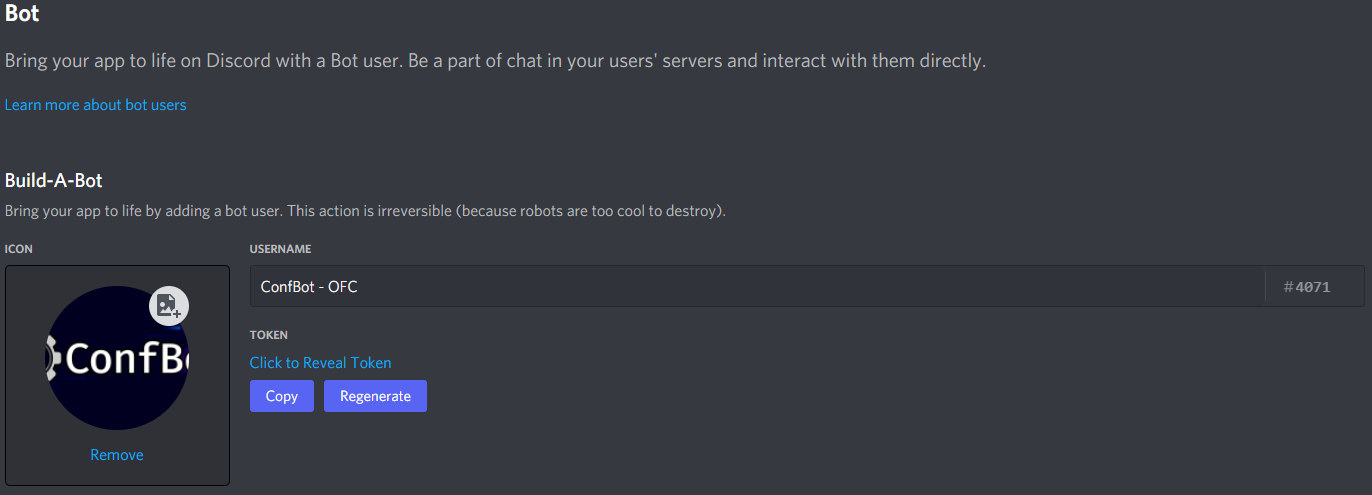 Bot
Bring your app to life on Discord with a Bot user. Be a part of chat in your users' servers and interact with them directly.
Learn more about bot users
Build-A-Bot
Bring your app to life by adding a bot user. This action is irreversible (because robots are too cool to destroy).
ICON
USERNAME
ConfBot - OFC
#4071
ConfB
TOKEN
Click to Reveal Token
Copy
Regenerate
Remove